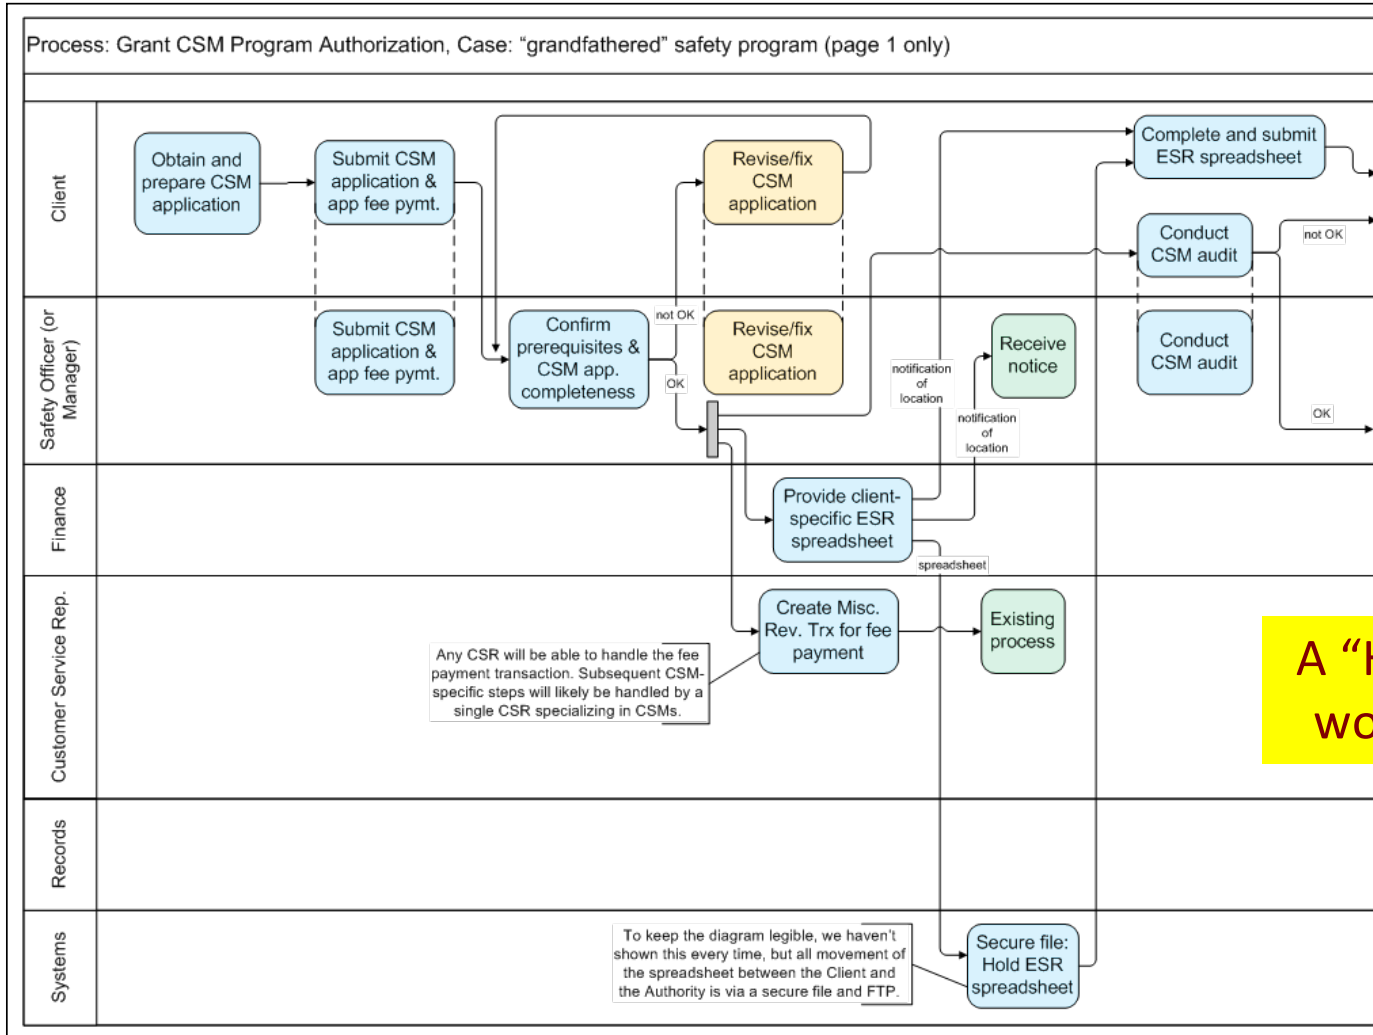 Process: Grant CSM Program Authorization, Case: “grandfathered” safety program (page 1 only)
Client
Obtain and
prepare CSM
application
Submit CSM
application &
app fee pymt.
Revise/fix
CSM
application
Complete and submit
ESR spreadsheet
Conduct
CSM audit
not OK
Safety Officer (or
Manager)
Submit CSM
application &
app fee pymt.
Confirm
prerequisites &
CSM app.
completeness
not OK
OK
Revise/fix
CSM
application
notification
of
location
Receive
notice
notification
of
location
Conduct
CSM audit
OK
Finance
Provide client-
specific ESR
spreadsheet
spreadsheet
Customer Service Rep.
Create Misc.
Rev. Trx for fee
payment
Existing
process
Any CSR will be able to handle the fee
payment transaction. Subsequent CSM-
specific steps will likely be handled by a
single CSR specializing in CSMs.
A “
Records
Systems
To keep the diagram legible, we haven’t
shown this every time, but all movement of
the spreadsheet between the Client and
the Authority is via a secure file and FTP.
Secure file:
Hold ESR
spreadsheet